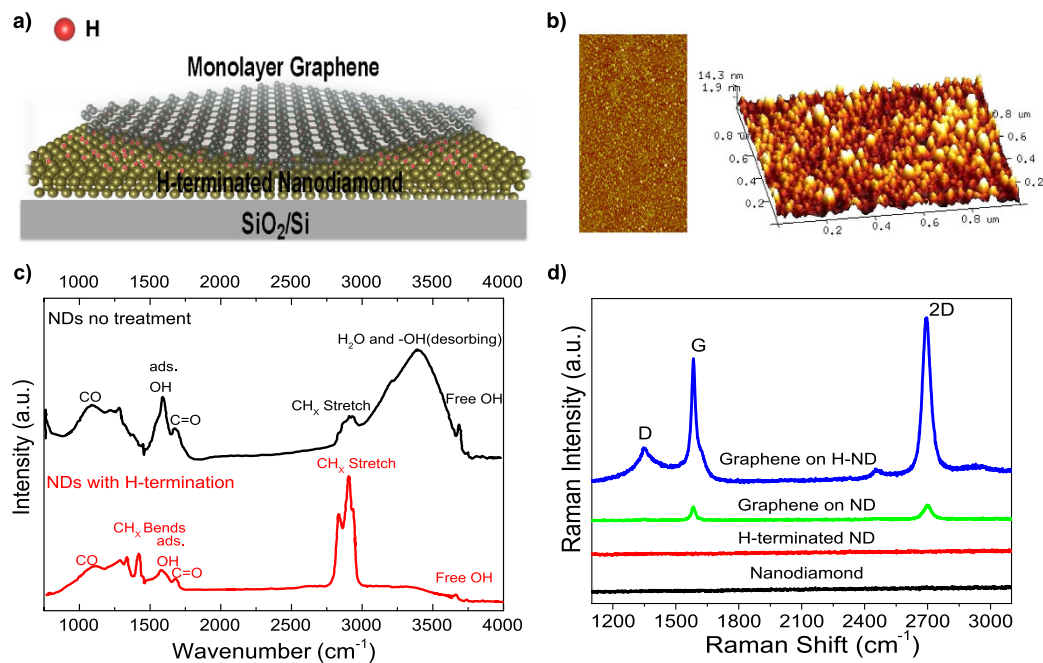 a)
H
Monolayer Graphene
H-terminated Nanodiamond
SiO₂/Si
b)
14.3 nm
1.9 nm
0.8 um
0.6
0.4
0.2
0.8 um
0.6
0.4
0.2
0.2
0.4
0.6
0.8 um
c)
1000 1500 2000 2500 3000 3500 4000
NDs no treatment
H₂O and -OH(desorbing)
ads.
OH
CO
C=O
CHₓ Stretch
Free OH
NDs with H-termination
CHₓ Stretch
CHₓ Bends
ads.
CO
OH
C=O
Free OH
Intensity (a.u.)
1000 1500 2000 2500 3000 3500 4000
Wavenumber (cm⁻¹)
d)
2D
G
D
Graphene on H-ND
Graphene on ND
H-terminated ND
Nanodiamond
Raman Intensity (a.u.)
1200 1500 1800 2100 2400 2700 3000
Raman Shift (cm⁻¹)